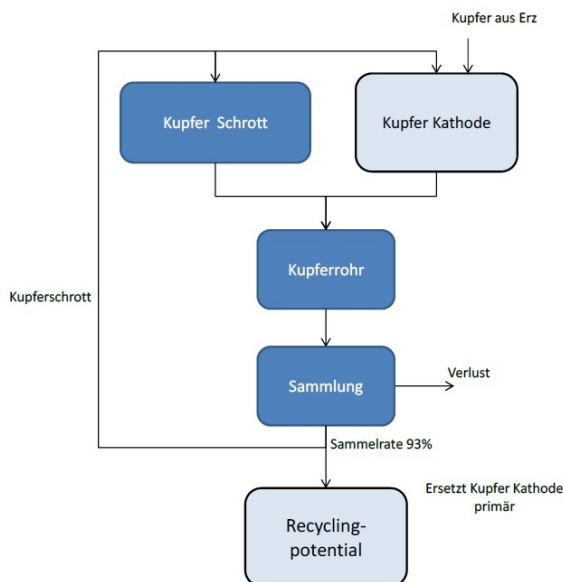 Kupfer aus Erz
Kupfer Schrott
Kupfer Kathode
Kupferrohr
Kupferschrott
Sammlung
Verlust
Sammelrate 93%
Ersetzt Kupfer Kathode
primär
Recycling-
potential